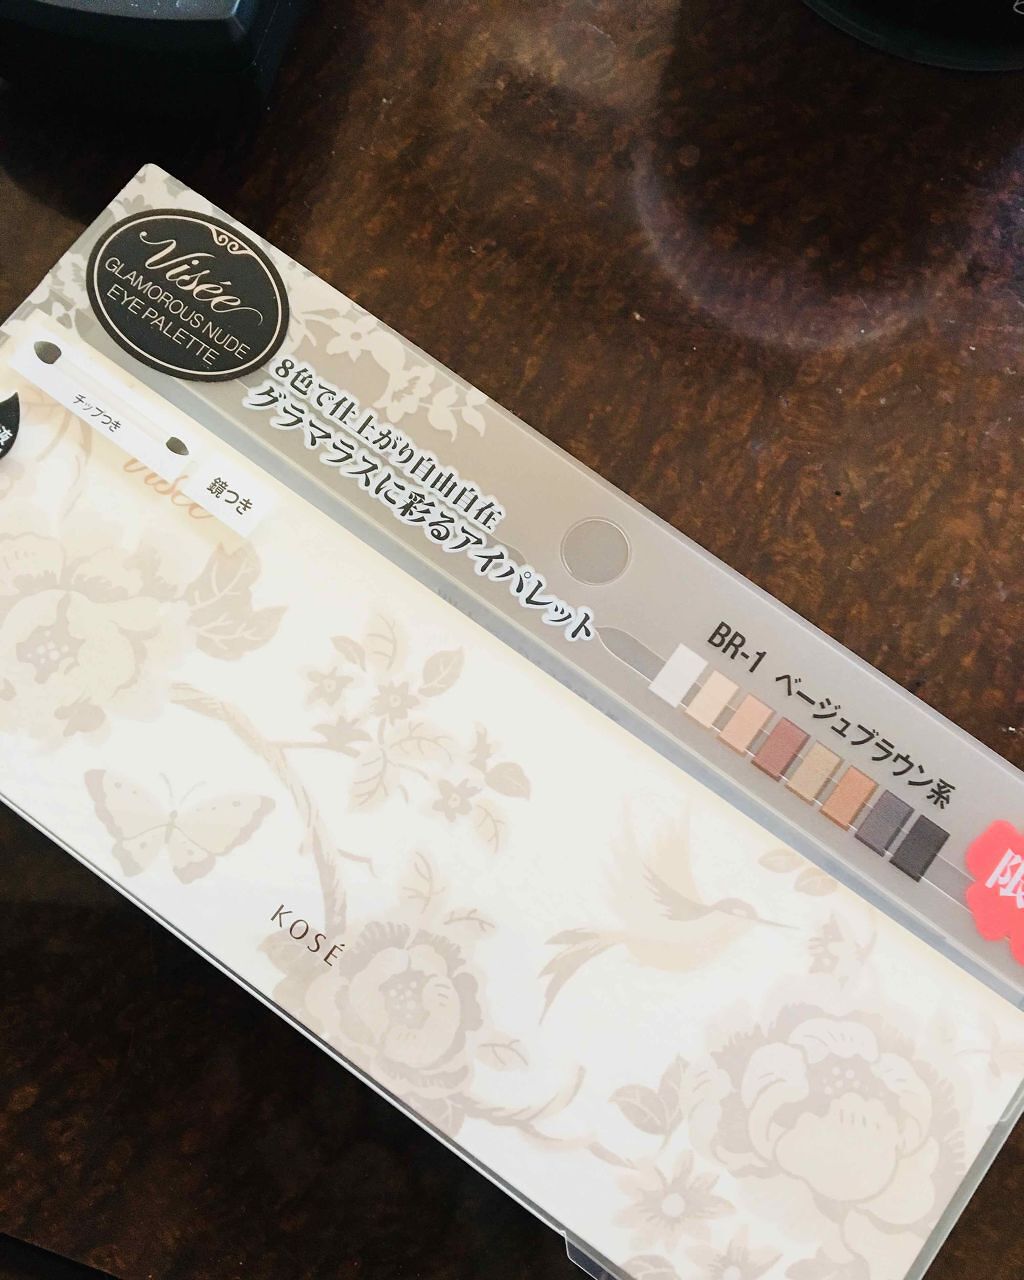 Visée
GLAMOROUS NUDE
EYE PALETTE
8色で仕上がり自由自在
グラマラスに彩るアイパレット
チップつき
鏡つき
Visée
BR-1 ベージュブラウン系
限
KOSÉ